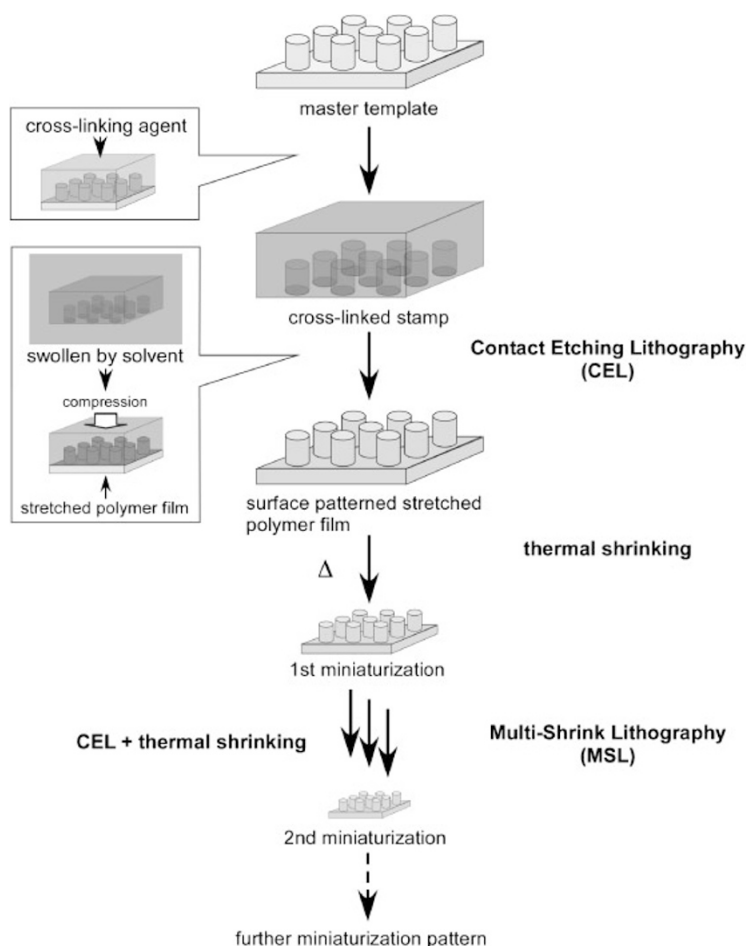 master template
cross-linking agent
cross-linked stamp
swollen by solvent
compression
stretched polymer film
Contact Etching Lithography
(CEL)
surface patterned stretched
polymer film
thermal shrinking
Δ
1st miniaturization
CEL + thermal shrinking
Multi-Shrink Lithography
(MSL)
2nd miniaturization
further miniaturization pattern